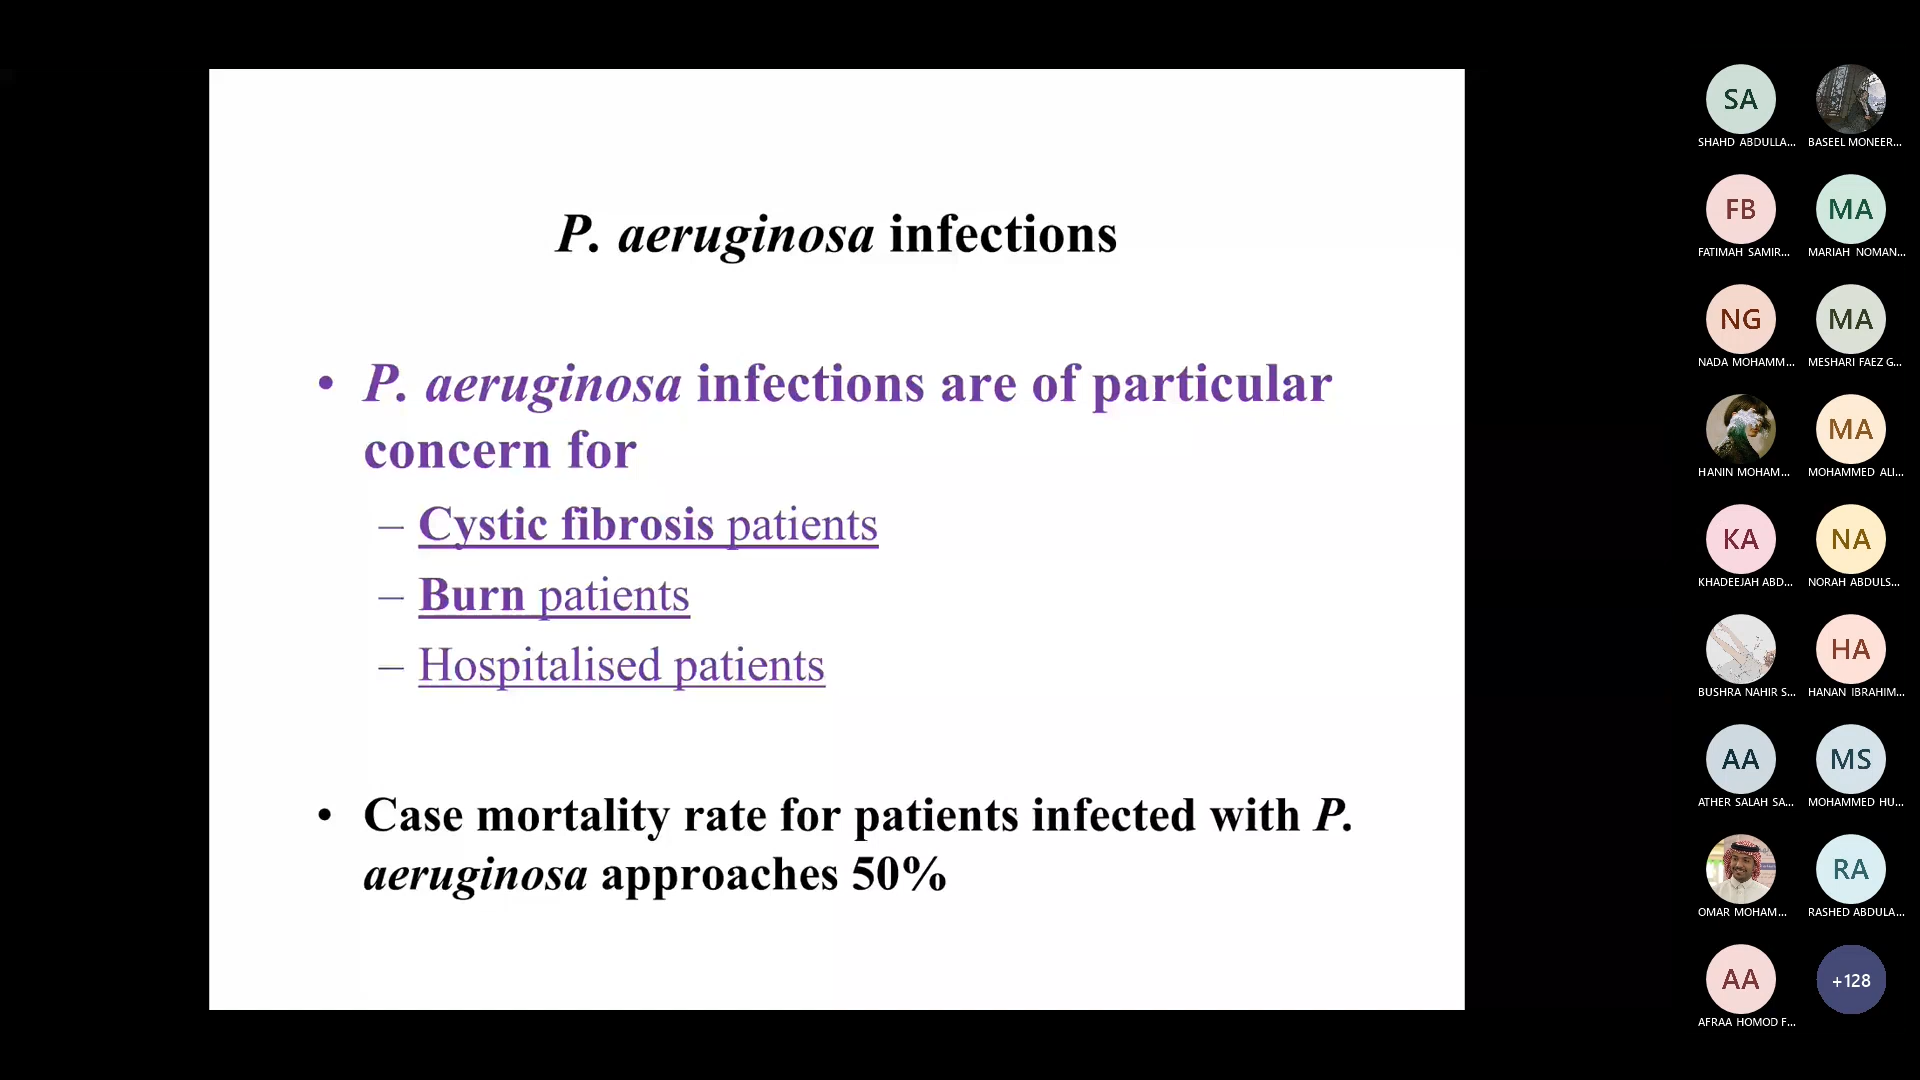 P. aeruginosa infections
• P. aeruginosa infections are of particular
concern for
– Cystic fibrosis patients
– Burn patients
– Hospitalised patients
• Case mortality rate for patients infected with P.
aeruginosa approaches 50%
SA
SHAHD ABDULLA...
BASEEL MONEER...
FB
FATIMAH SAMIR...
MA
MARIAH NOMAN...
NG
NADA MOHAMM...
MA
MESHARI FAEZ G...
HANIN MOHAM...
MA
MOHAMMED ALI...
KA
KHADEEJAH ABD...
NA
NORAH ABDULS...
BUSHRA NAHIR S...
HA
HANAN IBRAHIM...
AA
ATHER SALAH SA...
MS
MOHAMMED HU...
OMAR MOHAM...
RA
RASHED ABDULA...
AA
AFRAA HOMOD F...
+128